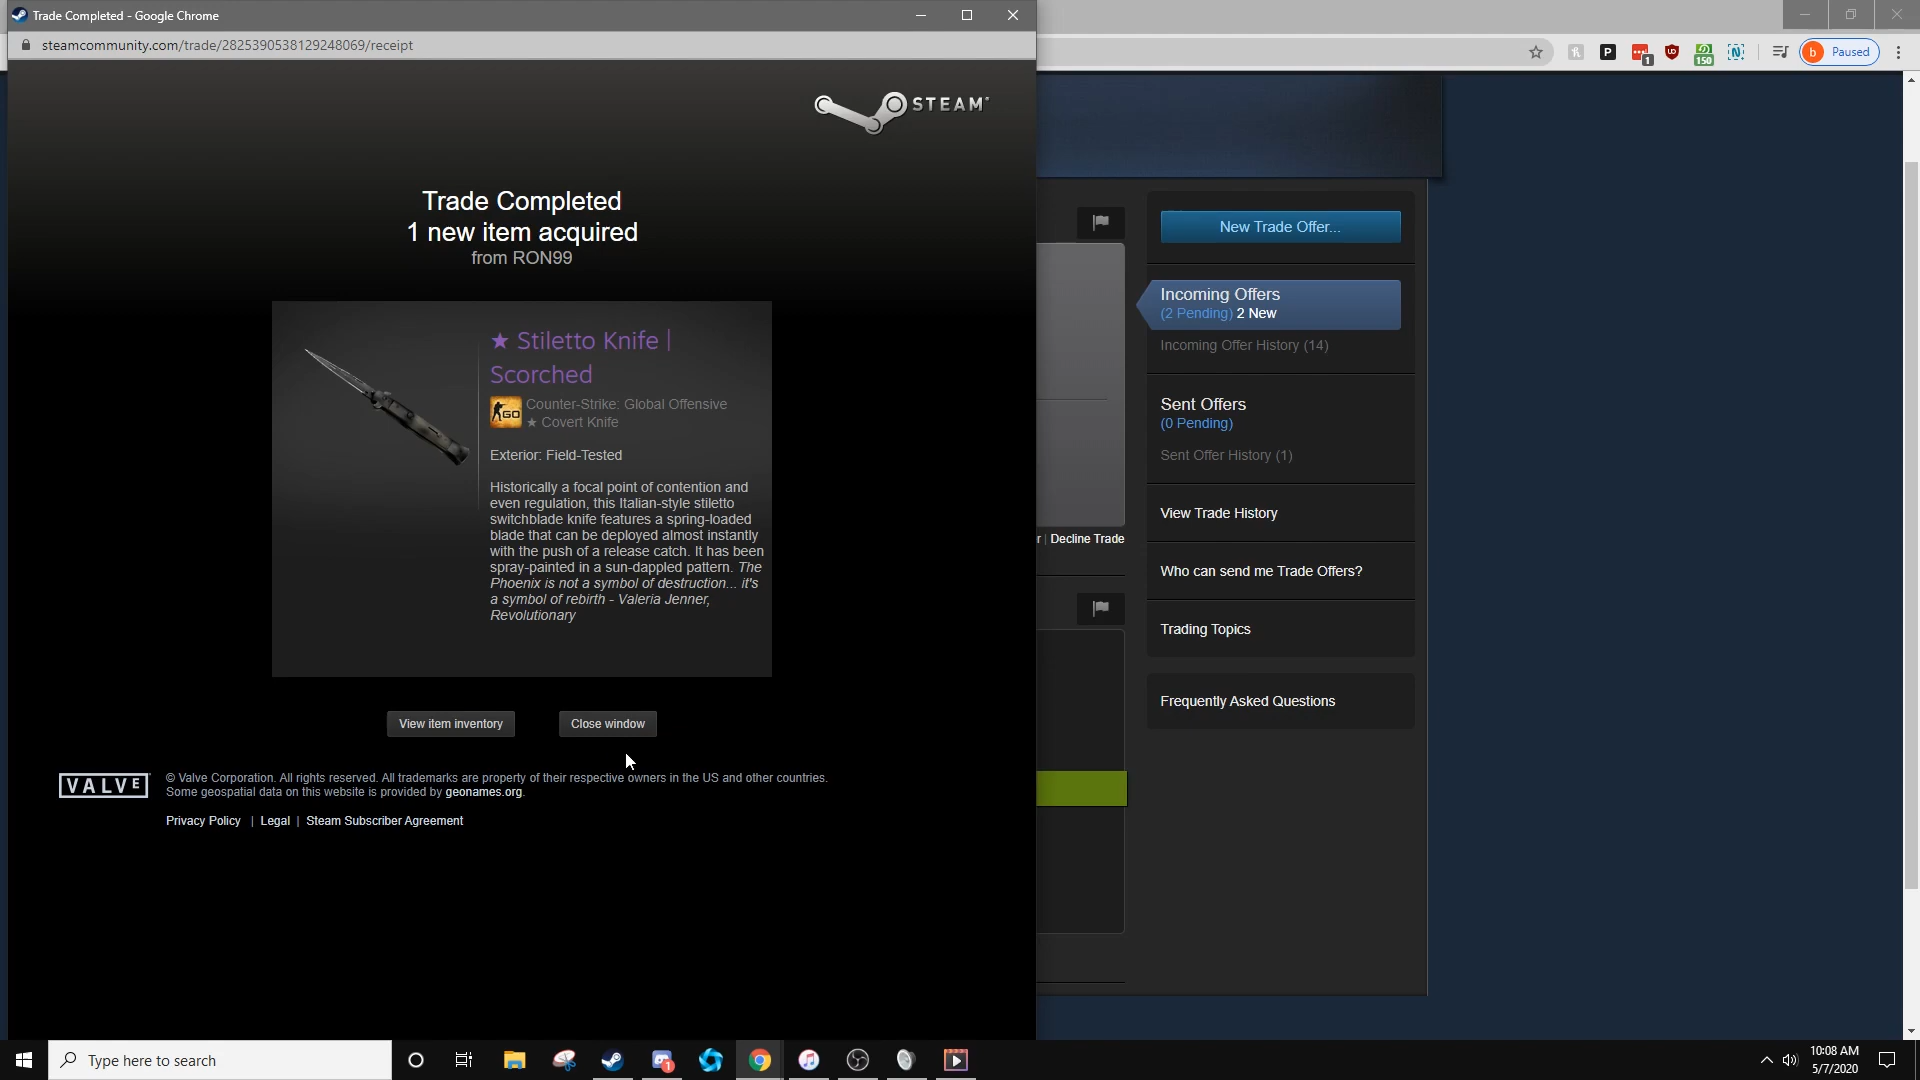 Trade Completed - Google Chrome
steamcommunity.com/trade/2825390538129248069/receipt
STEAM
Trade Completed
1 new item acquired
from RON99
★ Stiletto Knife |
Scorched
GO
Counter-Strike: Global Offensive
★ Covert Knife
Exterior: Field-Tested
Historically a focal point of contention and
even regulation, this Italian-style stiletto
switchblade knife features a spring-loaded
blade that can be deployed almost instantly
with the push of a release catch. It has been
spray-painted in a sun-dappled pattern. The
Phoenix is not a symbol of destruction... it's
a symbol of rebirth - Valeria Jenner,
Revolutionary
View item inventory
Close window
VALVE
© Valve Corporation. All rights reserved. All trademarks are property of their respective owners in the US and other countries.
Some geospatial data on this website is provided by geonames.org.
Privacy Policy | Legal | Steam Subscriber Agreement
P
1
150
N
b Paused
New Trade Offer...
Incoming Offers
(2 Pending) 2 New
Incoming Offer History (14)
Sent Offers
(0 Pending)
Sent Offer History (1)
View Trade History
Who can send me Trade Offers?
Trading Topics
Frequently Asked Questions
r | Decline Trade
Type here to search
1
10:08 AM
5/7/2020